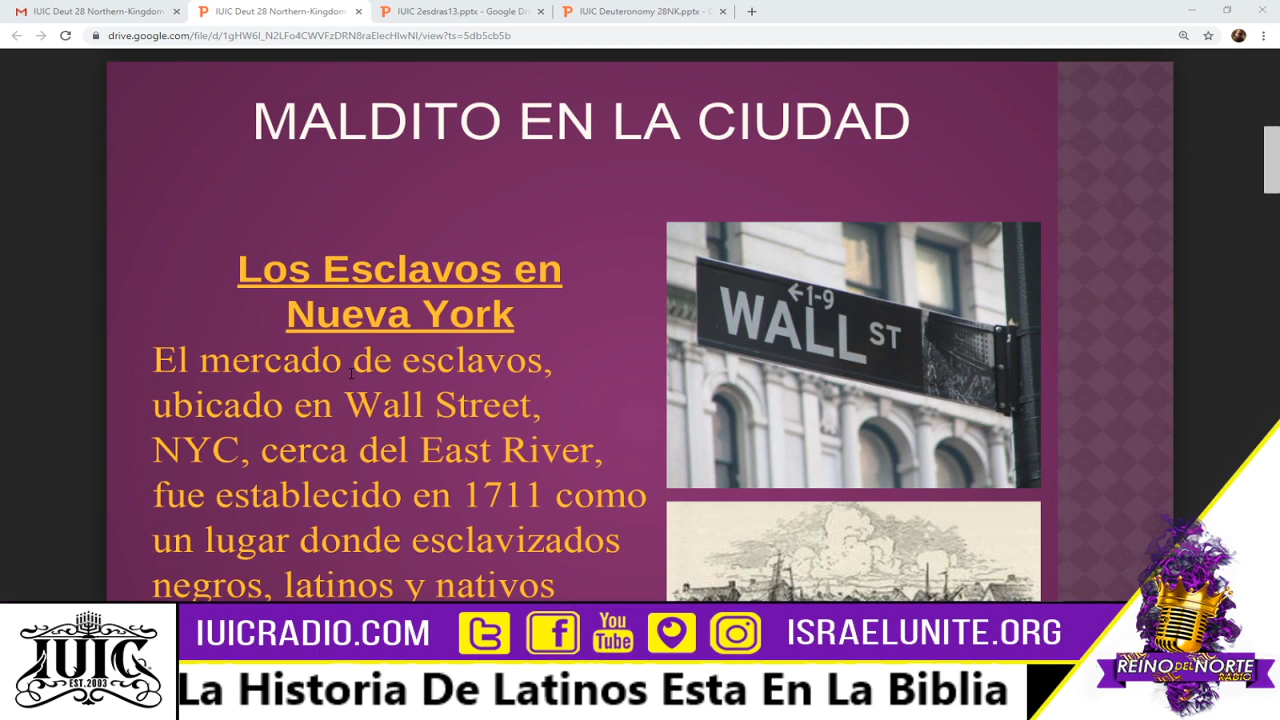 IUIC Deut 28 Northern-Kingdom
IUIC Deut 28 Northern-Kingdom
IUIC 2esdras13.pptx - Google Dri
IUIC Deuteronomy 28NK.pptx - G
drive.google.com/file/d/1gHW6l_N2LFo4CWVFzDRN8raElecHIwNI/view?ts=5db5cb5b
MALDITO EN LA CIUDAD
Los Esclavos en
Nueva York
El mercado de esclavos,
ubicado en Wall Street,
NYC, cerca del East River,
fue establecido en 1711 como
un lugar donde esclavizados
negros, latinos y nativos
←1-9
WALL ST
IUIC
EST.2003
IUICRADIO.COM
You
Tube
ISRAELUNITE.ORG
REINO DEL NORTE
RADIO
La Historia De Latinos Esta En La Biblia